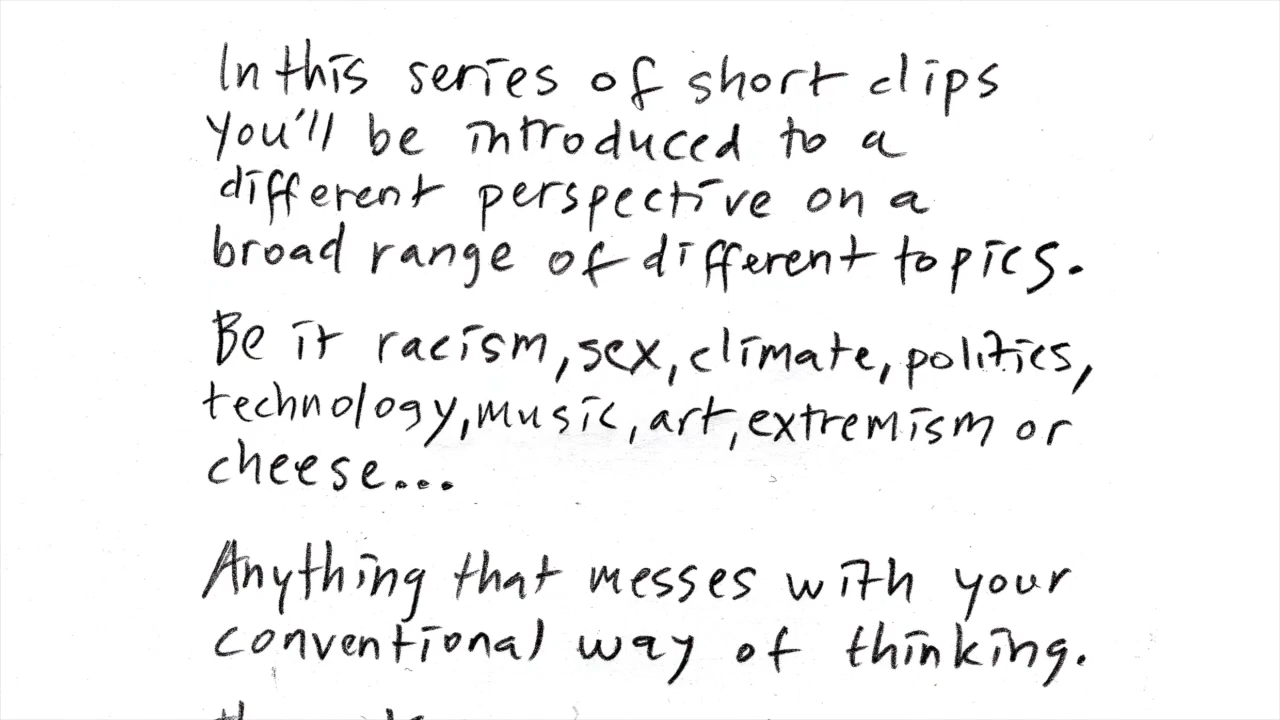 In this series of short clips
You'll be introduced to a
different perspective on a
broad range of different topics.
Be it racism, sex, climate, politics,
technology, music, art, extremism or
cheese...
Anything that messes with your
conventional way of thinking.